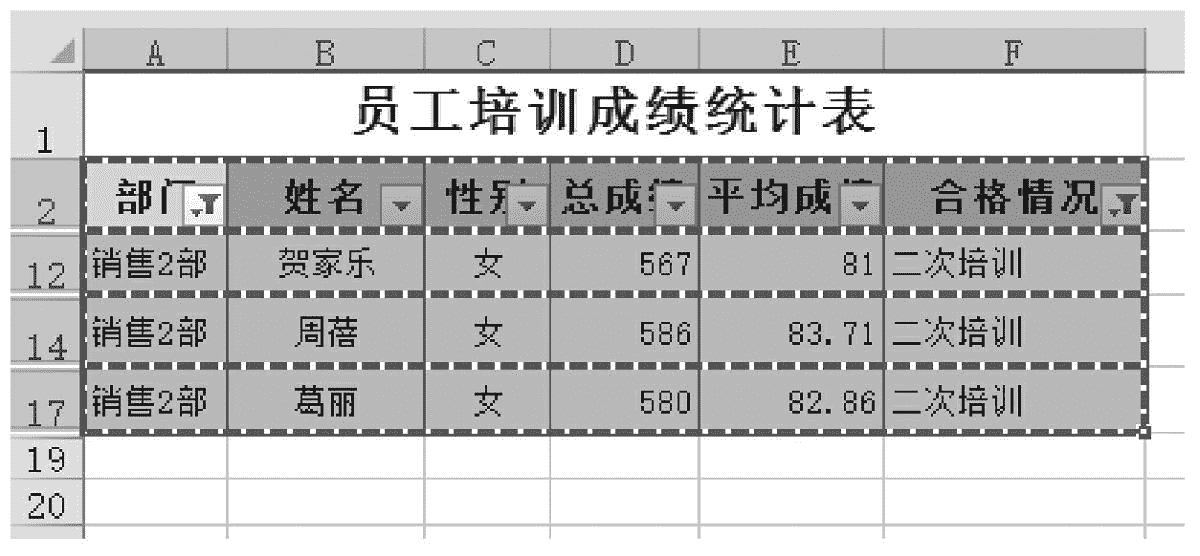 A B C D E F
1 员工培训成绩统计表
2 部门 姓名 性别 总成绩 平均成绩 合格情况
12 销售2部 贺家乐 女 567 81 二次培训
14 销售2部 周蓓 女 586 83.71 二次培训
17 销售2部 葛丽 女 580 82.86 二次培训
19
20